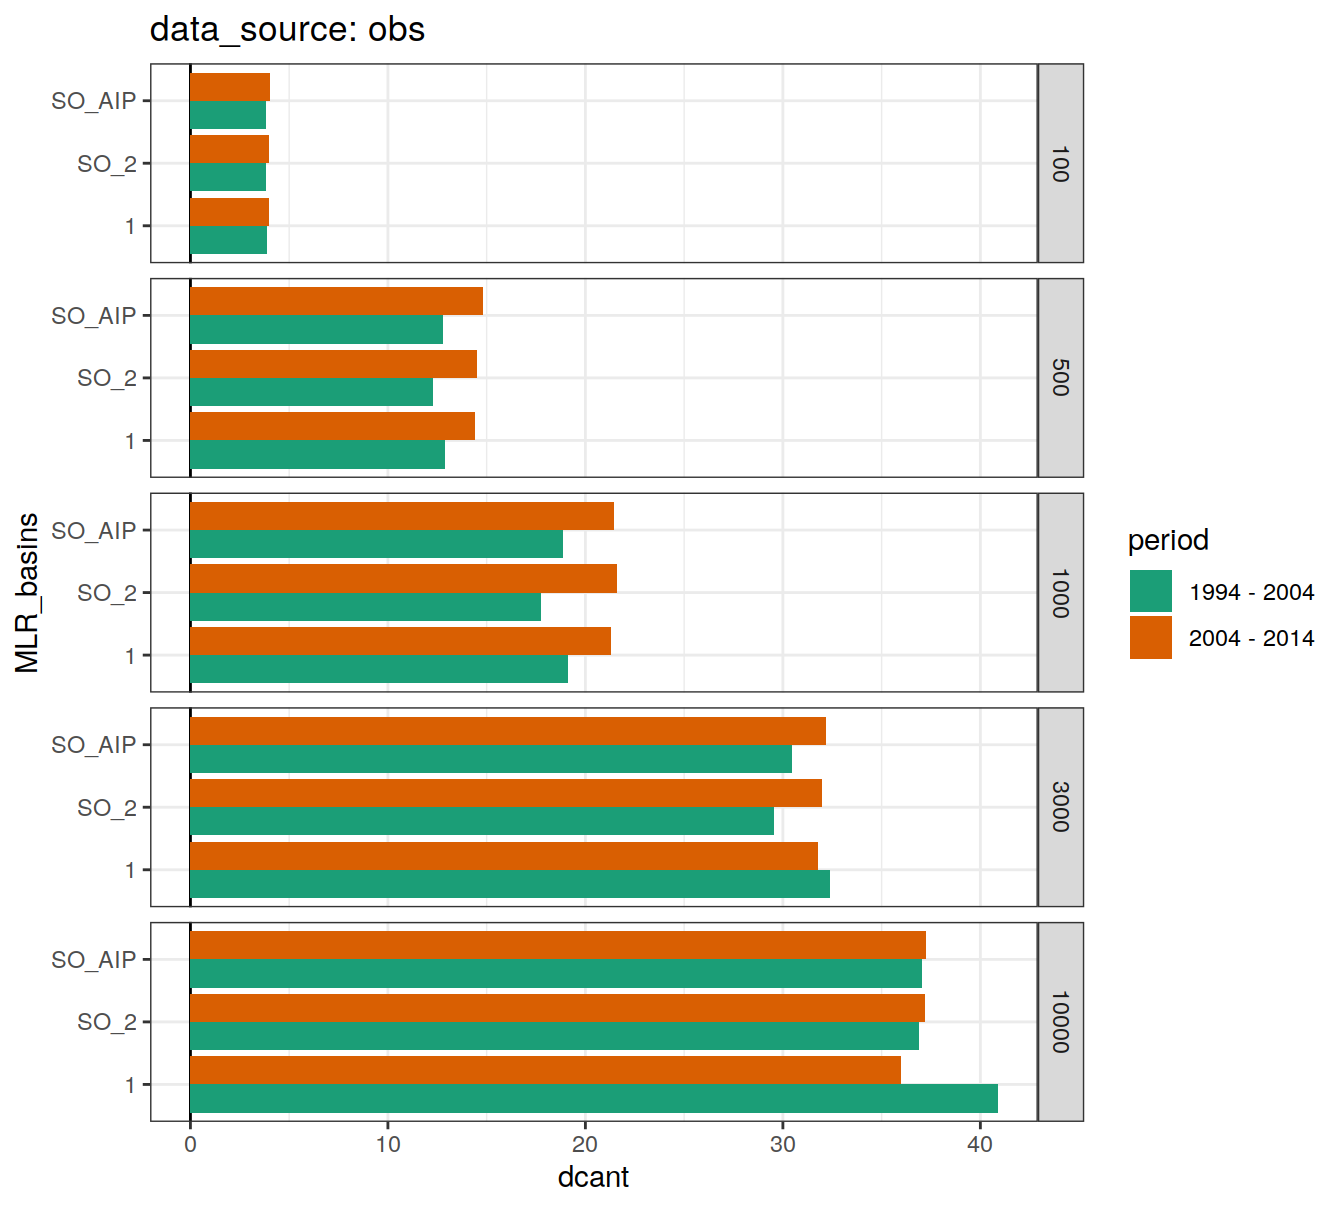 data_source: obs
SO_AIP
SO_2
1
100
SO_AIP
SO_2
1
500
SO_AIP
SO_2
1
1000
SO_AIP
SO_2
1
3000
SO_AIP
SO_2
1
10000
0 10 20 30 40
dcant
MLR_basins
period
1994 - 2004
2004 - 2014